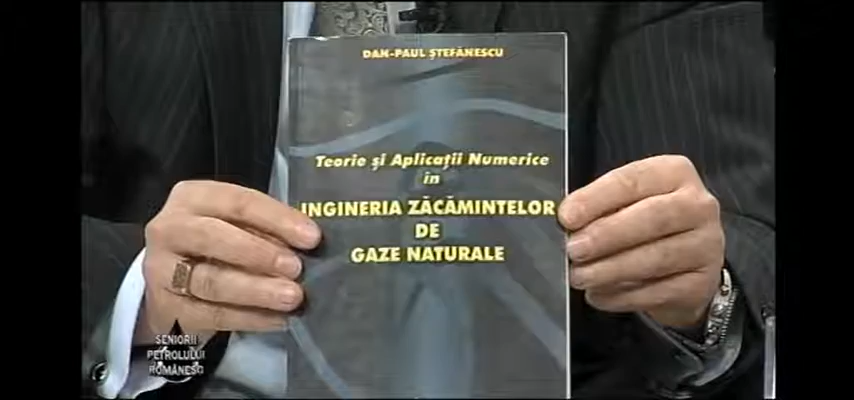 DAN-PAUL ȘTEFĂNESCU
Teorie și Aplicații Numerice
în
INGINERIA ZĂCĂMINTELOR
DE
GAZE NATURALE
SENIORII
PETROLULUI
ROMÂNESC